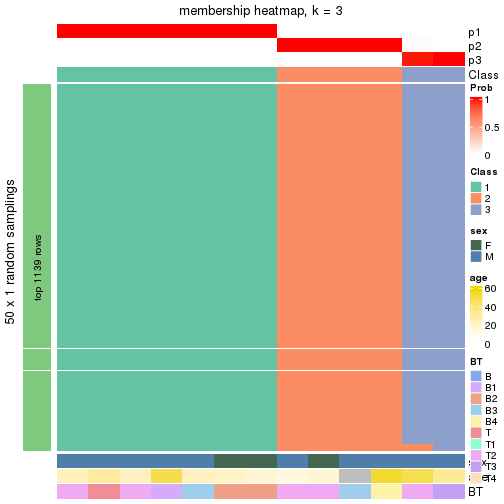 membership heatmap, k = 3
p1
p2
p3
Class
50 x 1 random samplings
top 1139 rows
BT
Prob
1
0.5
0
Class
1
2
3
sex
F
M
age
60
40
20
0
BT
B
B1
B2
B3
B4
T
T1
T2
T3
T4